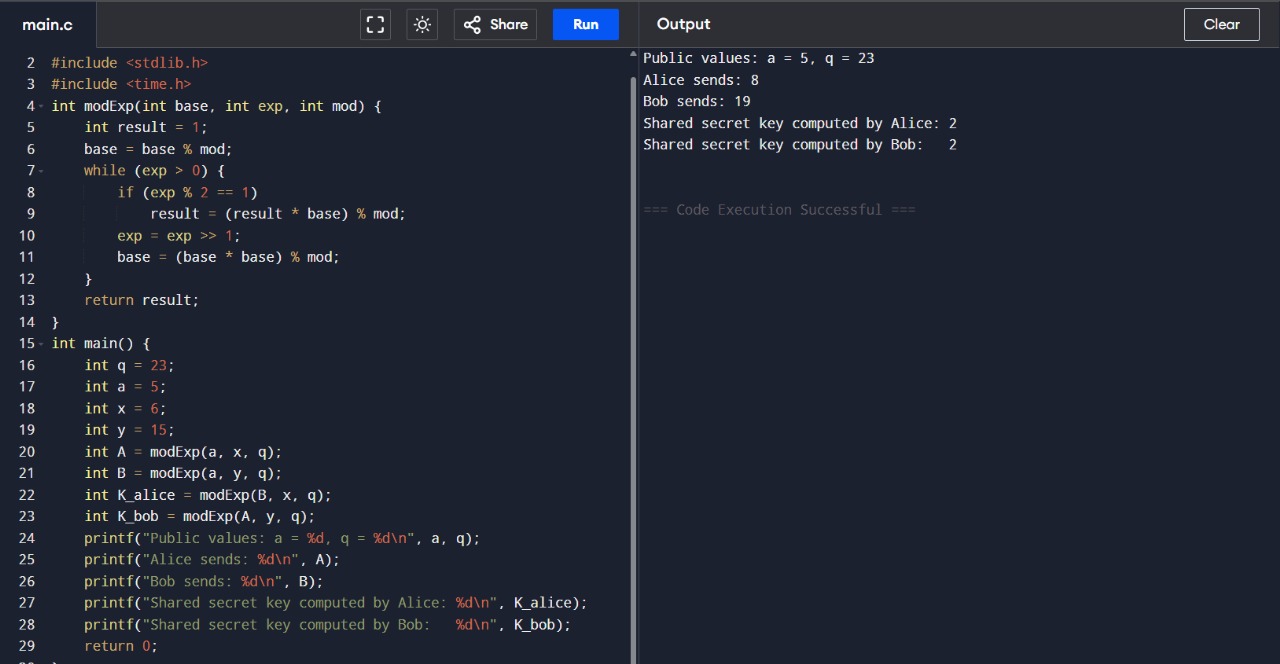 main.c
Share
Run
Output
Clear
2 #include <stdlib.h>
3 #include <time.h>
4 int modExp(int base, int exp, int mod) {
5     int result = 1;
6     base = base % mod;
7     while (exp > 0) {
8         if (exp % 2 == 1)
9             result = (result * base) % mod;
10         exp = exp >> 1;
11         base = (base * base) % mod;
12     }
13     return result;
14 }
15 int main() {
16     int q = 23;
17     int a = 5;
18     int x = 6;
19     int y = 15;
20     int A = modExp(a, x, q);
21     int B = modExp(a, y, q);
22     int K_alice = modExp(B, x, q);
23     int K_bob = modExp(A, y, q);
24     printf("Public values: a = %d, q = %d\n", a, q);
25     printf("Alice sends: %d\n", A);
26     printf("Bob sends: %d\n", B);
27     printf("Shared secret key computed by Alice: %d\n", K_alice);
28     printf("Shared secret key computed by Bob:   %d\n", K_bob);
29     return 0;
Public values: a = 5, q = 23
Alice sends: 8
Bob sends: 19
Shared secret key computed by Alice: 2
Shared secret key computed by Bob:   2
=== Code Execution Successful ===